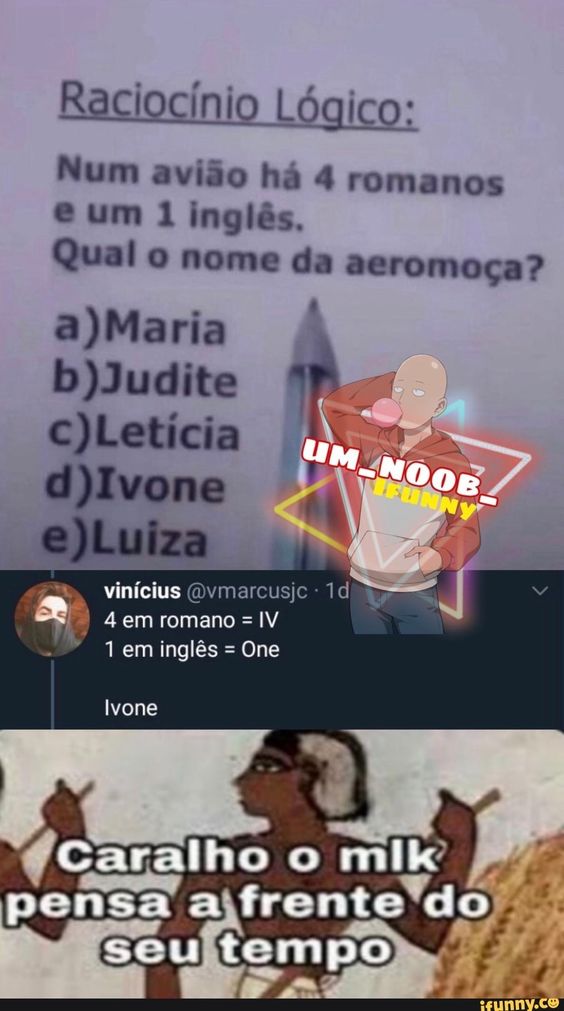 Raciocínio Lógico:
Num avião há 4 romanos
e um 1 inglês.
Qual o nome da aeromoça?
a)Maria
b)Judite
c)Letícia
d)Ivone
e)Luiza
UM_NOOB_
IFUNNY
vinícius @vmarcusjc · 1d
4 em romano = IV
1 em inglês = One
Ivone
Caralho o mlk
pensa a frente do
seu tempo
ifunny.co